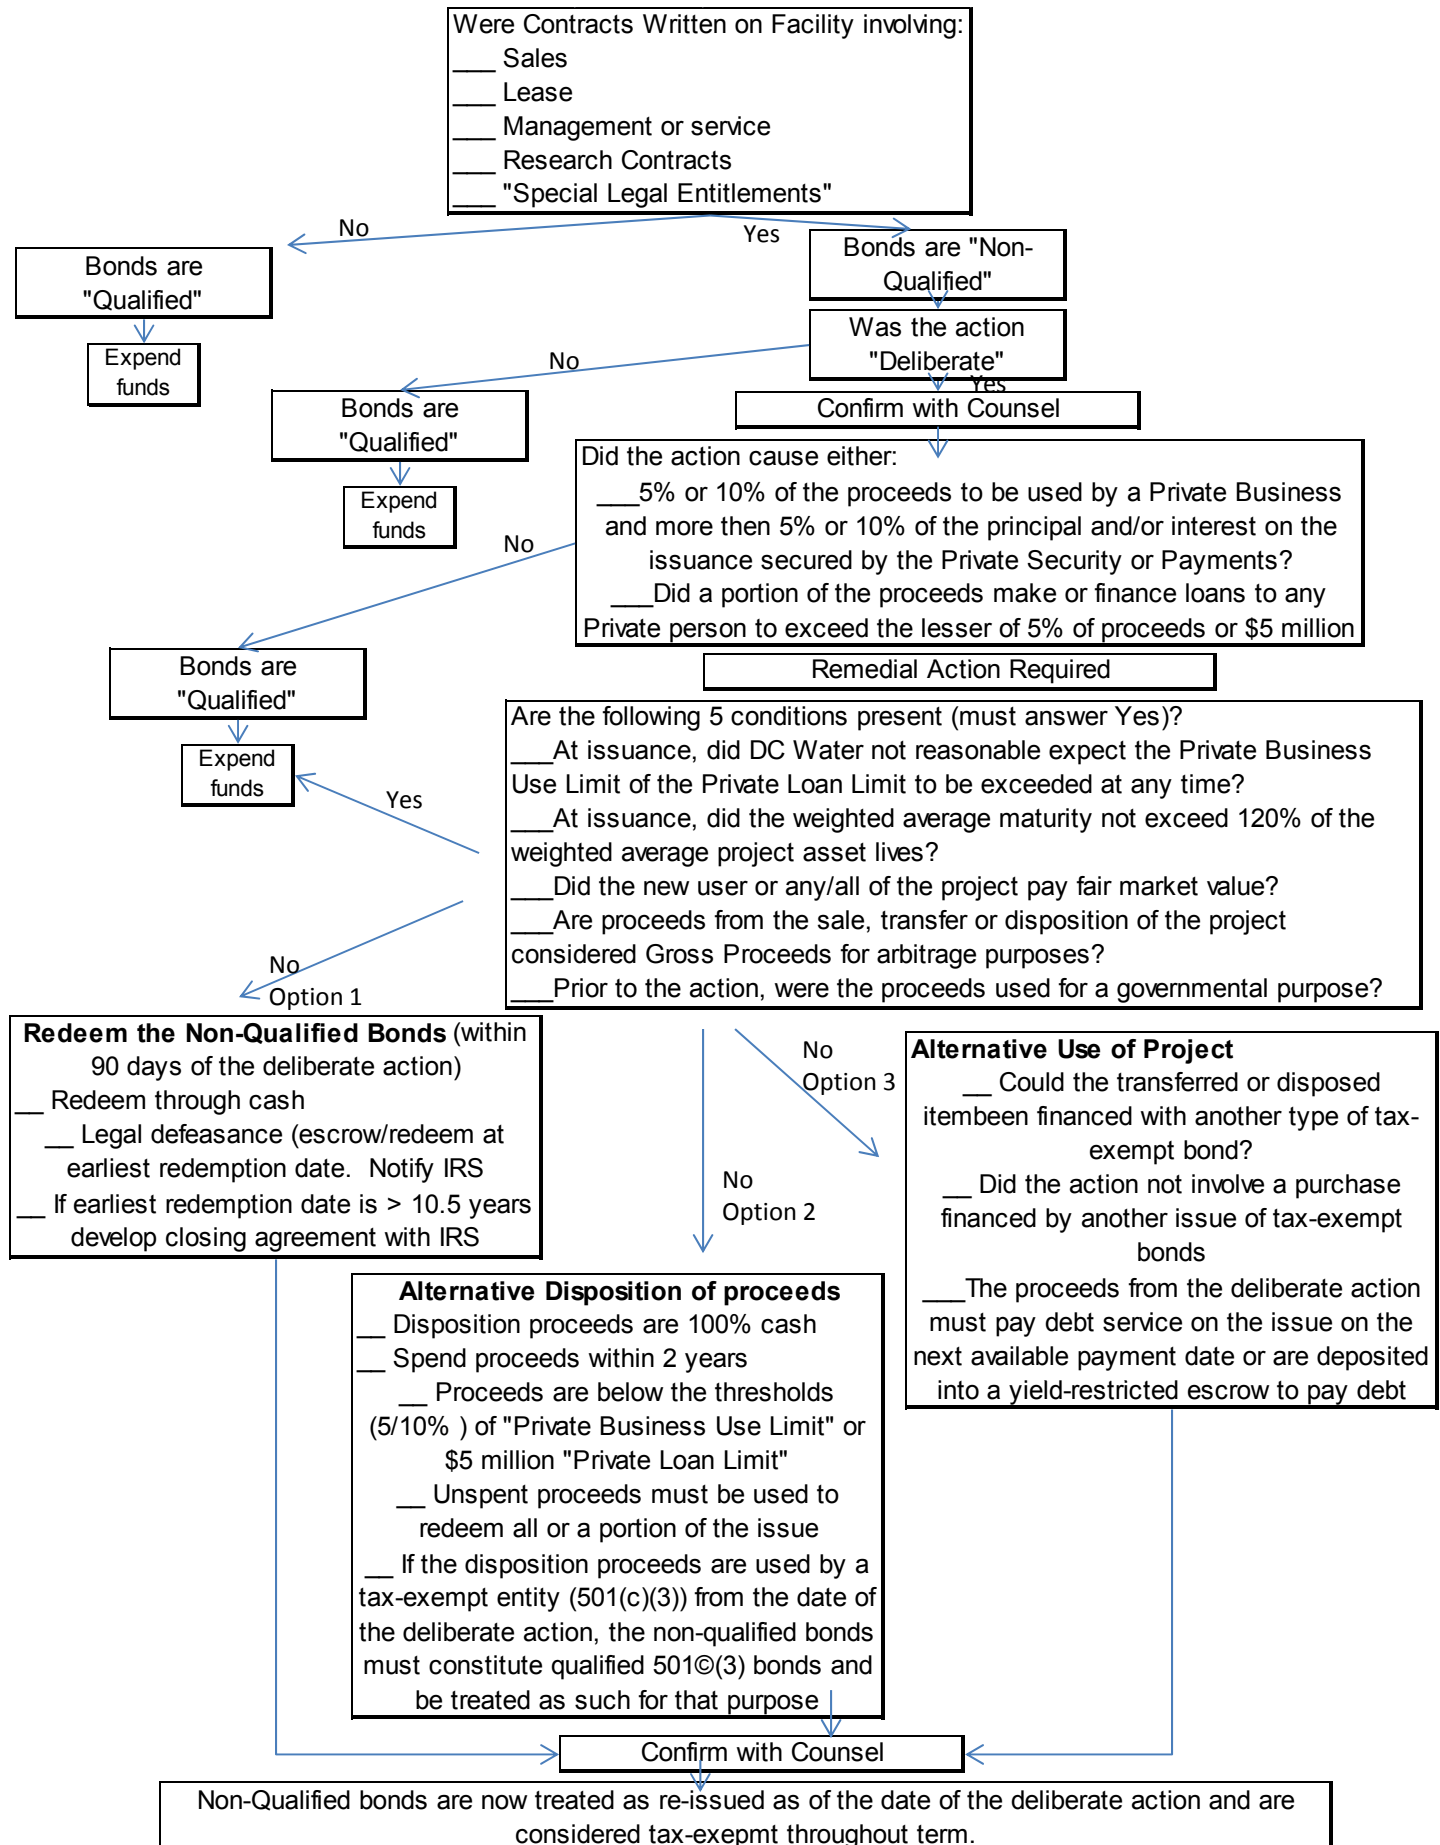 Were Contracts Written on Facility involving:
___ Sales
___ Lease
___ Management or service
___ Research Contracts
___ "Special Legal Entitlements"
No
Yes
Bonds are
"Qualified"
Expend
funds
Bonds are "Non-
Qualified"
Was the action
"Deliberate"
No
Yes
Bonds are
"Qualified"
Expend
funds
Confirm with Counsel
Did the action cause either:
___5% or 10% of the proceeds to be used by a Private Business
and more then 5% or 10% of the principal and/or interest on the
issuance secured by the Private Security or Payments?
___Did a portion of the proceeds make or finance loans to any
Private person to exceed the lesser of 5% of proceeds or $5 million
No
Bonds are
"Qualified"
Expend
funds
Remedial Action Required
Are the following 5 conditions present (must answer Yes)?
___At issuance, did DC Water not reasonable expect the Private Business
Use Limit of the Private Loan Limit to be exceeded at any time?
___At issuance, did the weighted average maturity not exceed 120% of the
weighted average project asset lives?
___Did the new user or any/all of the project pay fair market value?
___Are proceeds from the sale, transfer or disposition of the project
considered Gross Proceeds for arbitrage purposes?
___Prior to the action, were the proceeds used for a governmental purpose?
Yes
No
Option 1
Redeem the Non-Qualified Bonds (within
90 days of the deliberate action)
__ Redeem through cash
__ Legal defeasance (escrow/redeem at
earliest redemption date.  Notify IRS
__ If earliest redemption date is > 10.5 years
develop closing agreement with IRS
No
Option 2
Alternative Disposition of proceeds
__ Disposition proceeds are 100% cash
__ Spend proceeds within 2 years
__ Proceeds are below the thresholds
(5/10% ) of "Private Business Use Limit" or
$5 million "Private Loan Limit"
__ Unspent proceeds must be used to
redeem all or a portion of the issue
__ If the disposition proceeds are used by a
tax-exempt entity (501(c)(3)) from the date of
the deliberate action, the non-qualified bonds
must constitute qualified 501©(3) bonds and
be treated as such for that purpose
No
Option 3
Alternative Use of Project
__ Could the transferred or disposed
itembeen financed with another type of tax-
exempt bond?
__ Did the action not involve a purchase
financed by another issue of tax-exempt
bonds
___The proceeds from the deliberate action
must pay debt service on the issue on the
next available payment date or are deposited
into a yield-restricted escrow to pay debt
Confirm with Counsel
Non-Qualified bonds are now treated as re-issued as of the date of the deliberate action and are
considered tax-exepmt throughout term.